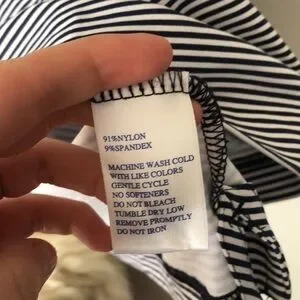 91%NYLON
9%SPANDEX
MACHINE WASH COLD
WITH LIKE COLORS
GENTLE CYCLE
NO SOFTENERS
DO NOT BLEACH
TUMBLE DRY LOW
REMOVE PROMPTLY
DO NOT IRON